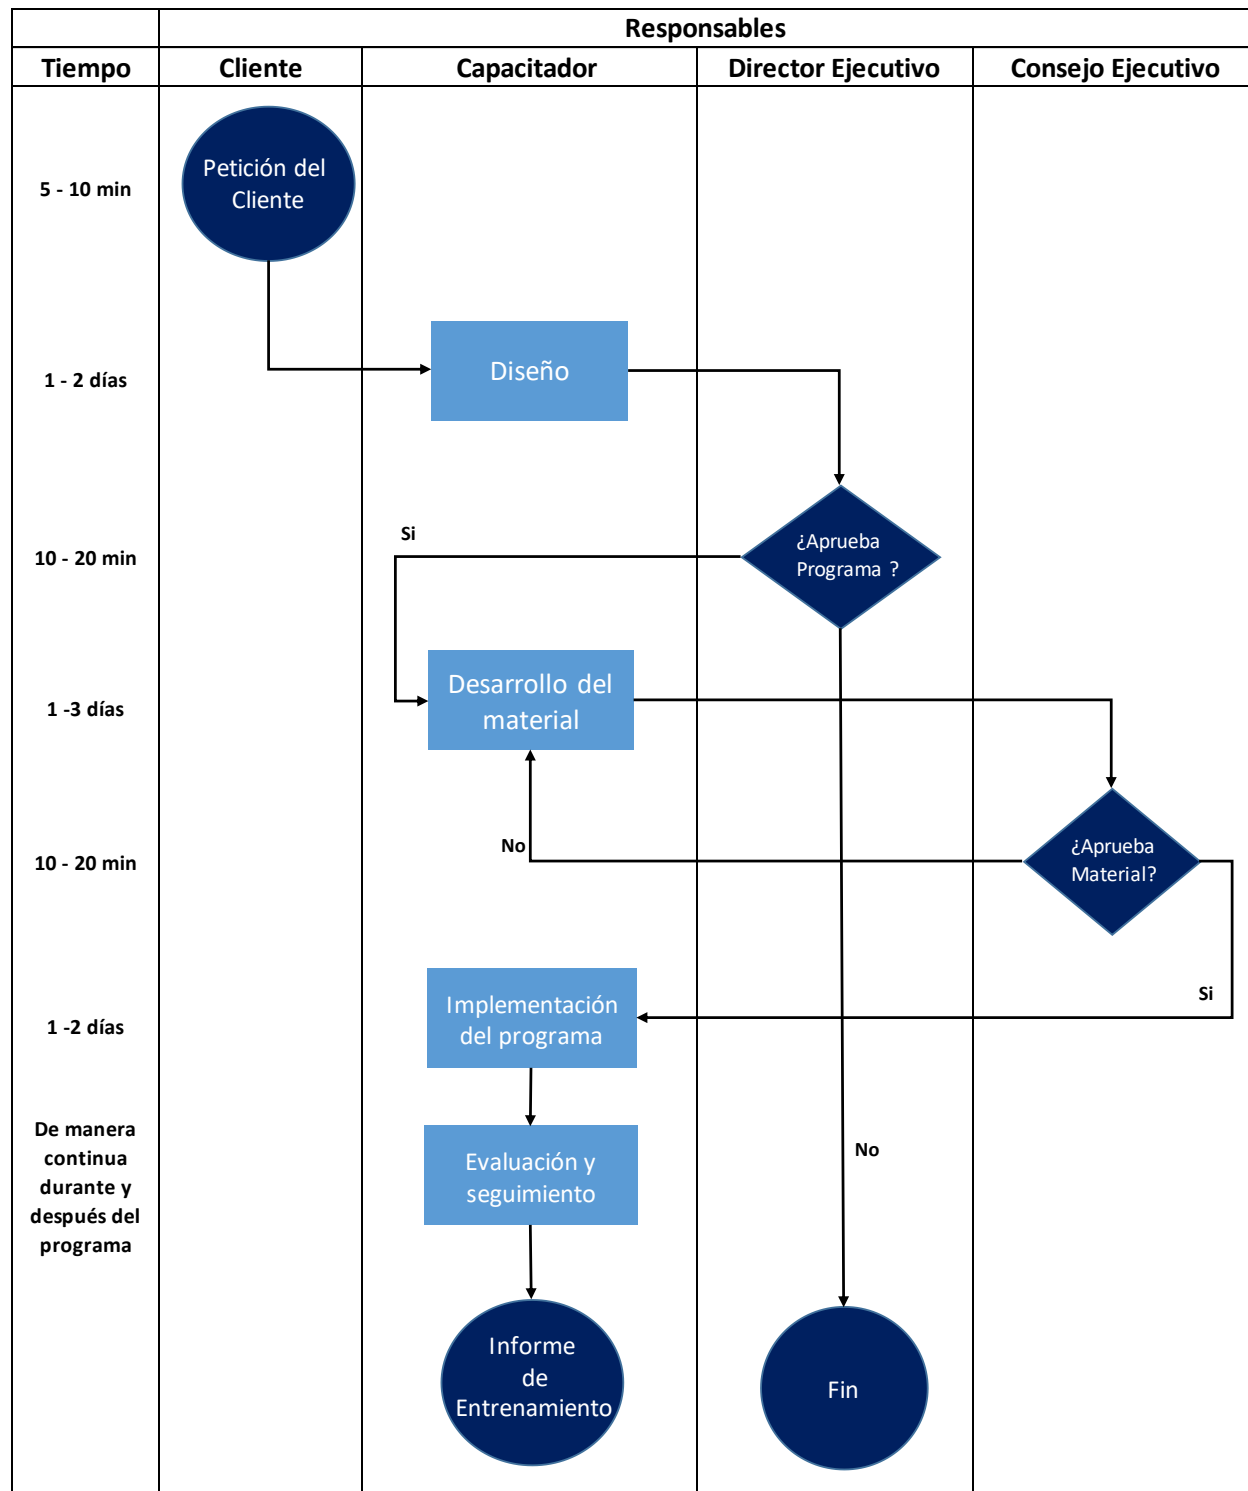 Responsables
Tiempo
Cliente
Capacitador
Director Ejecutivo
Consejo Ejecutivo
5 - 10 min
Petición del
Cliente
1 - 2 días
Diseño
10 - 20 min
Si
¿Aprueba
Programa ?
1 -3 días
Desarrollo del
material
10 - 20 min
No
¿Aprueba
Material?
1 -2 días
Implementación
del programa
Si
De manera
continua
durante y
después del
programa
Evaluación y
seguimiento
No
Informe
de
Entrenamiento
Fin